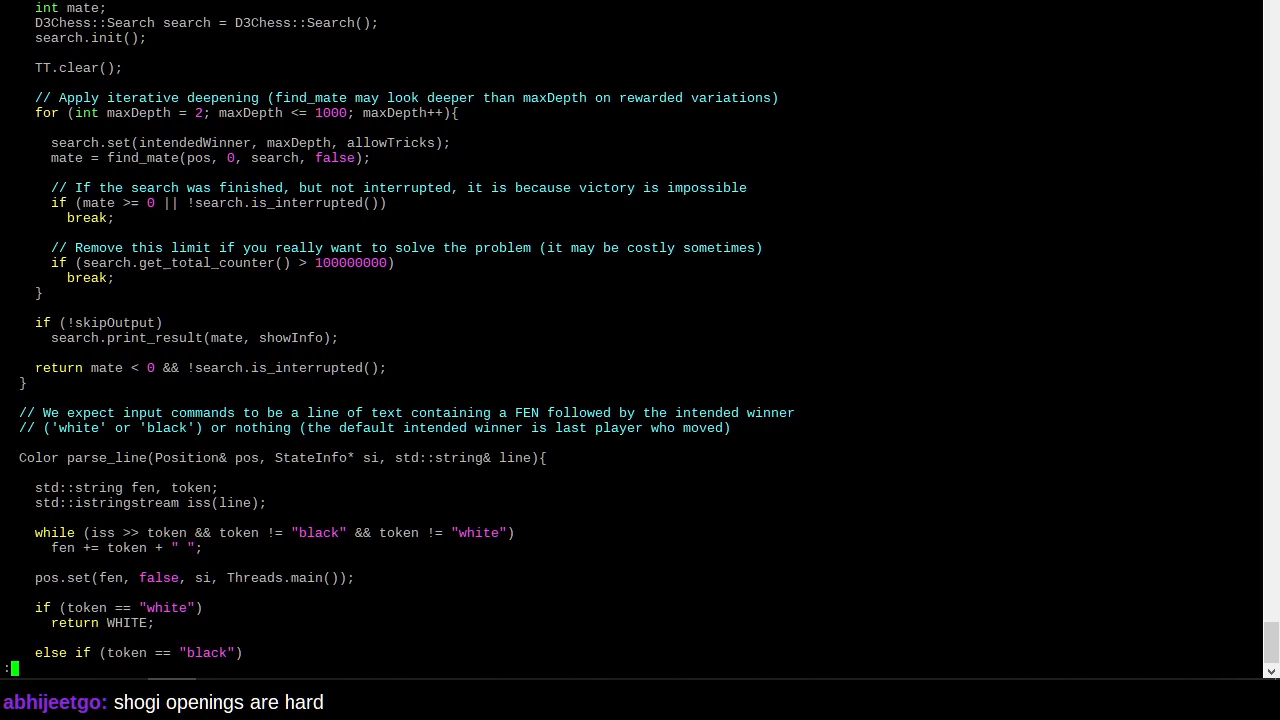 int mate;
D3Chess::Search search = D3Chess::Search();
search.init();
TT.clear();
// Apply iterative deepening (find_mate may look deeper than maxDepth on rewarded variations)
for (int maxDepth = 2; maxDepth <= 1000; maxDepth++){
search.set(intendedWinner, maxDepth, allowTricks);
mate = find_mate(pos, 0, search, false);
// If the search was finished, but not interrupted, it is because victory is impossible
if (mate >= 0 || !search.is_interrupted())
break;
// Remove this limit if you really want to solve the problem (it may be costly sometimes)
if (search.get_total_counter() > 100000000)
break;
}
if (!skipOutput)
search.print_result(mate, showInfo);
return mate < 0 && !search.is_interrupted();
}
// We expect input commands to be a line of text containing a FEN followed by the intended winner
// ('white' or 'black') or nothing (the default intended winner is last player who moved)
Color parse_line(Position& pos, StateInfo* si, std::string& line){
std::string fen, token;
std::istringstream iss(line);
while (iss >> token && token != "black" && token != "white")
fen += token + " ";
pos.set(fen, false, si, Threads.main());
if (token == "white")
return WHITE;
else if (token == "black")
:
abhijeetgo: shogi openings are hard